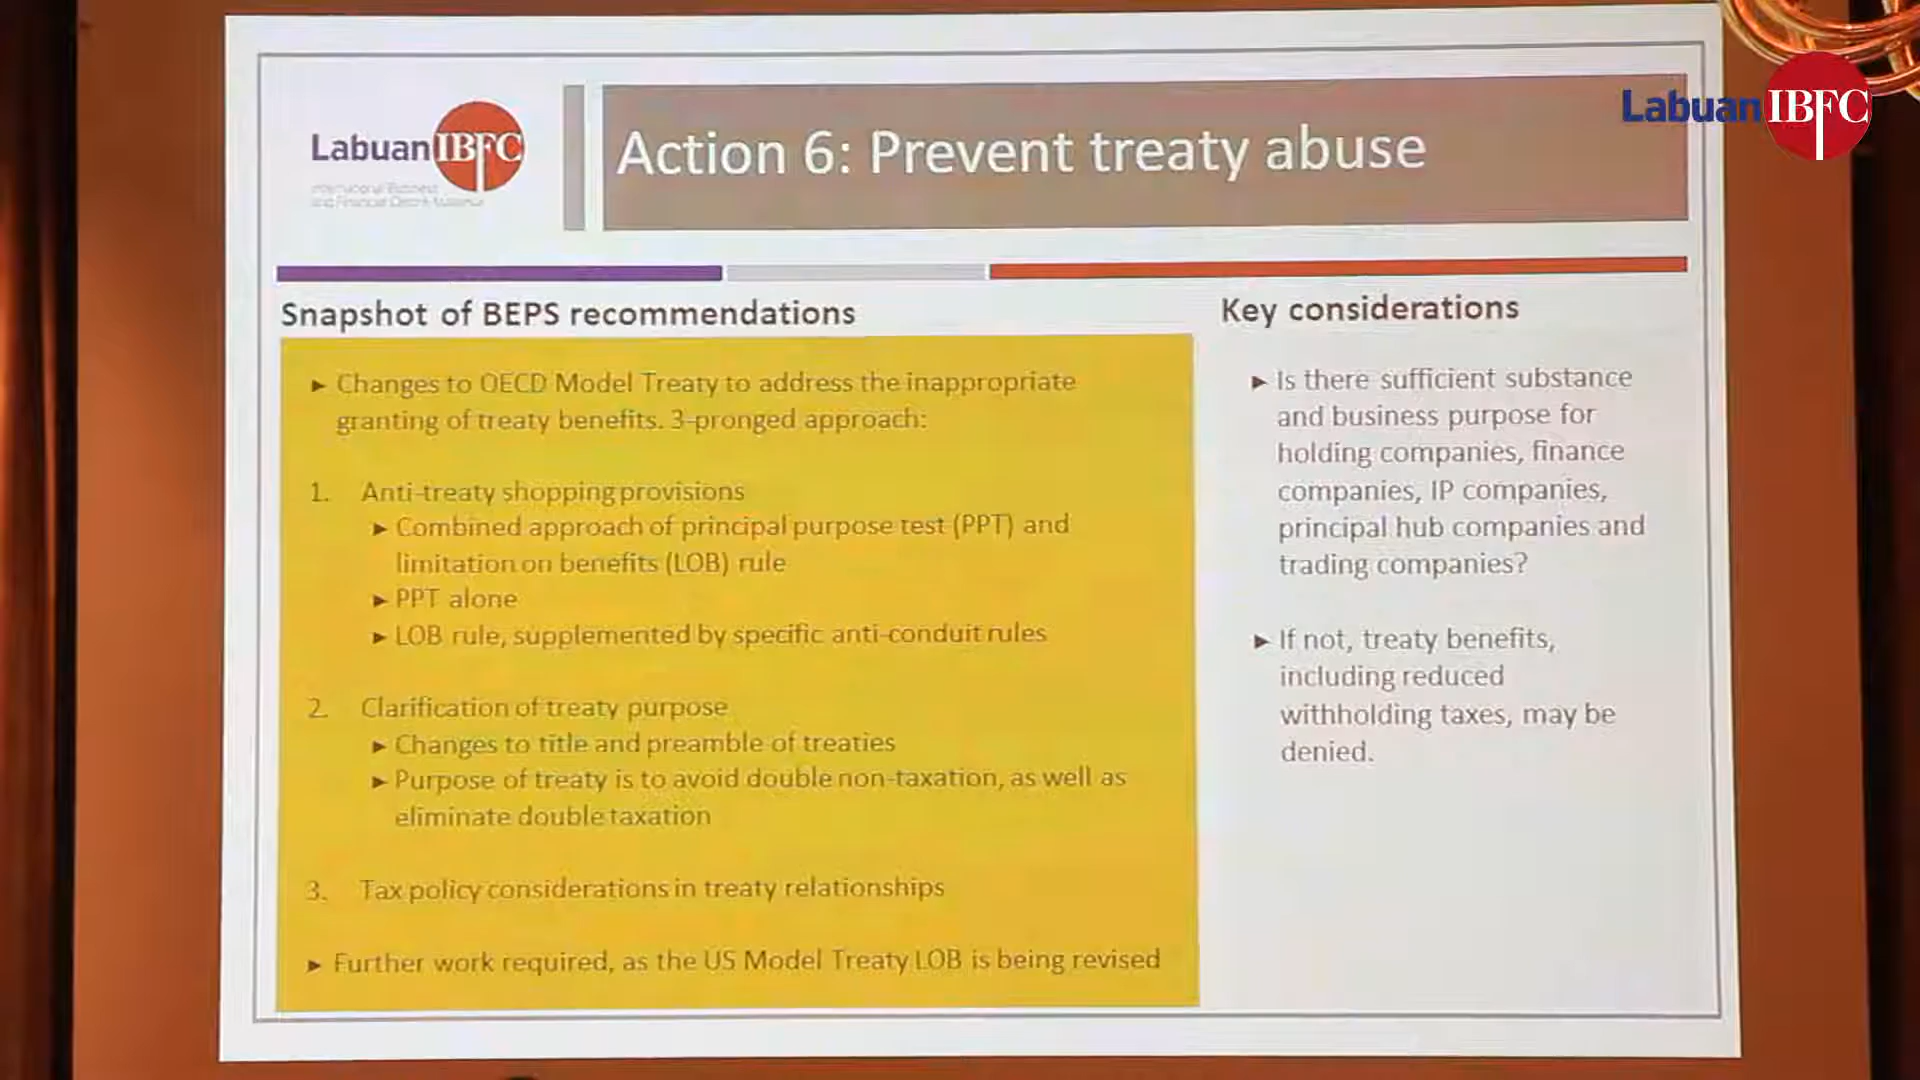 Labuan IBFC
Labuan IBFC
International Business
and Financial Centre Malaysia
Action 6: Prevent treaty abuse
Snapshot of BEPS recommendations
► Changes to OECD Model Treaty to address the inappropriate
granting of treaty benefits. 3-pronged approach:
1. Anti-treaty shopping provisions
► Combined approach of principal purpose test (PPT) and
limitation on benefits (LOB) rule
► PPT alone
► LOB rule, supplemented by specific anti-conduit rules
2. Clarification of treaty purpose
► Changes to title and preamble of treaties
► Purpose of treaty is to avoid double non-taxation, as well as
eliminate double taxation
3. Tax policy considerations in treaty relationships
► Further work required, as the US Model Treaty LOB is being revised
Key considerations
► Is there sufficient substance
and business purpose for
holding companies, finance
companies, IP companies,
principal hub companies and
trading companies?
► If not, treaty benefits,
including reduced
withholding taxes, may be
denied.